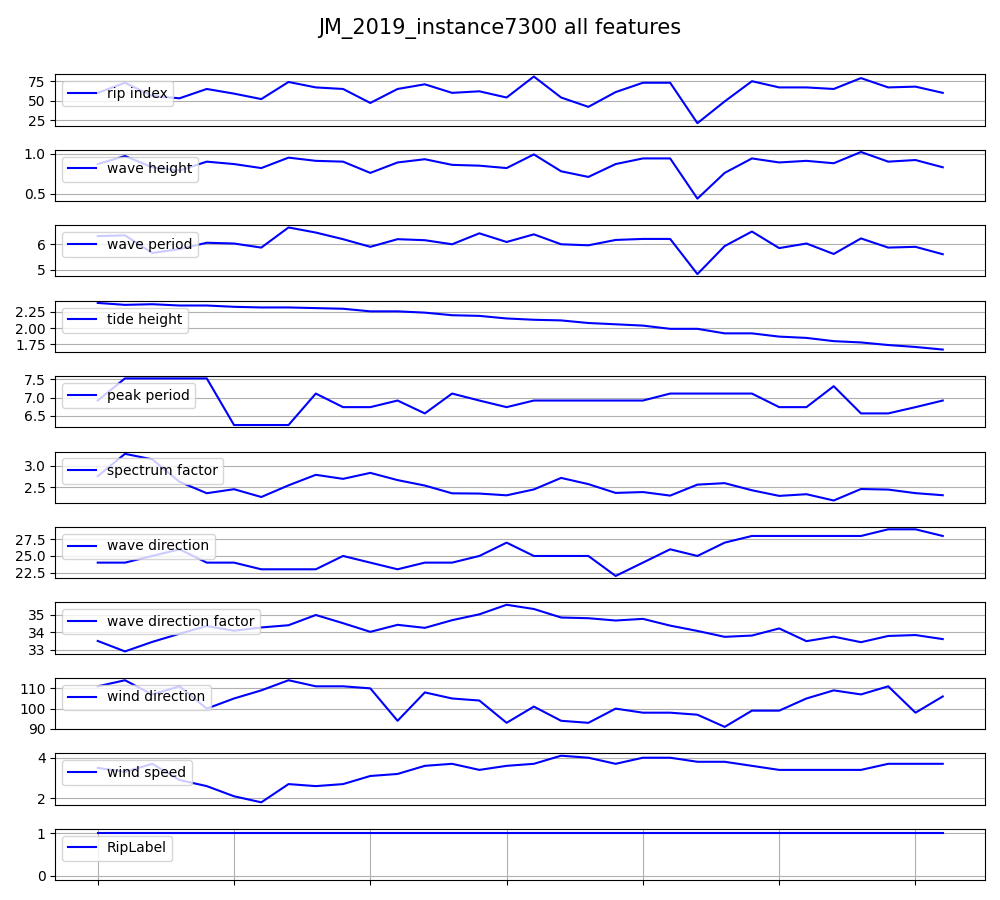 JM_2019_instance7300 all features
75
50
25
rip index
1.0
0.5
wave height
6
5
wave period
2.25
2.00
1.75
tide height
7.5
7.0
6.5
peak period
3.0
2.5
spectrum factor
27.5
25.0
22.5
wave direction
35
34
33
wave direction factor
110
100
90
wind direction
4
2
wind speed
1
0
RipLabel